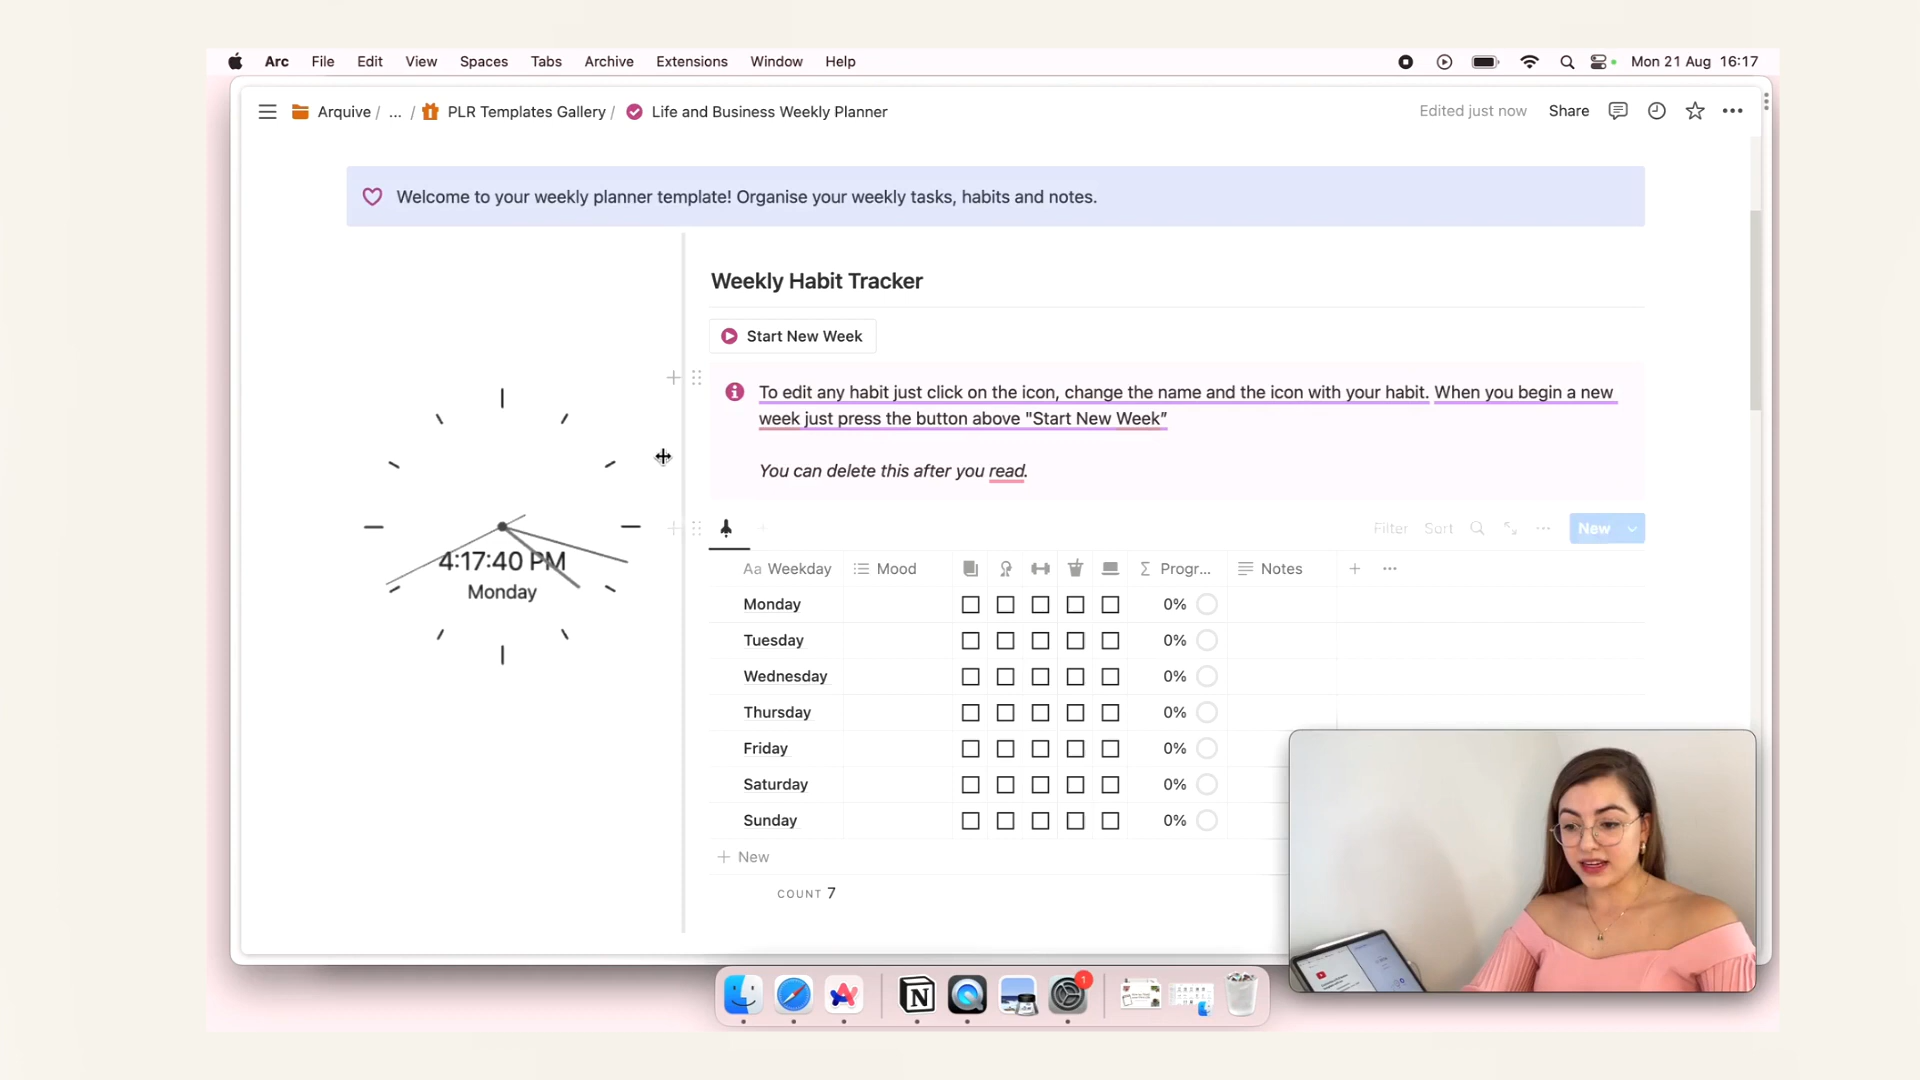 Arc File Edit View Spaces Tabs Archive Extensions Window Help Mon 21 Aug 16:17
Arquive / ... / PLR Templates Gallery / Life and Business Weekly Planner Edited just now Share
Welcome to your weekly planner template! Organise your weekly tasks, habits and notes.
Weekly Habit Tracker
Start New Week
To edit any habit just click on the icon, change the name and the icon with your habit. When you begin a new
week just press the button above "Start New Week”
You can delete this after you read.
Filter Sort New
Aa Weekday Mood Σ Progr... Notes
4:17:40 PM
Monday
Monday 0%
Tuesday 0%
Wednesday 0%
Thursday 0%
Friday 0%
Saturday 0%
Sunday 0%
+ New
COUNT 7
1